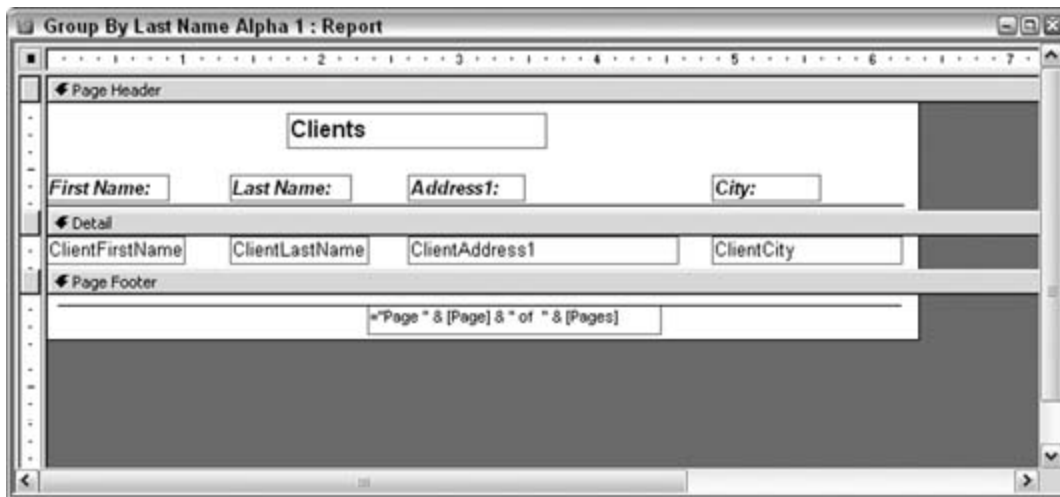 Group By Last Name Alpha 1 : Report
1 2 3 4 5 6 7
Page Header
Clients
First Name: Last Name: Address1: City:
Detail
ClientFirstName ClientLastName ClientAddress1 ClientCity
Page Footer
="Page " & [Page] & " of " & [Pages]